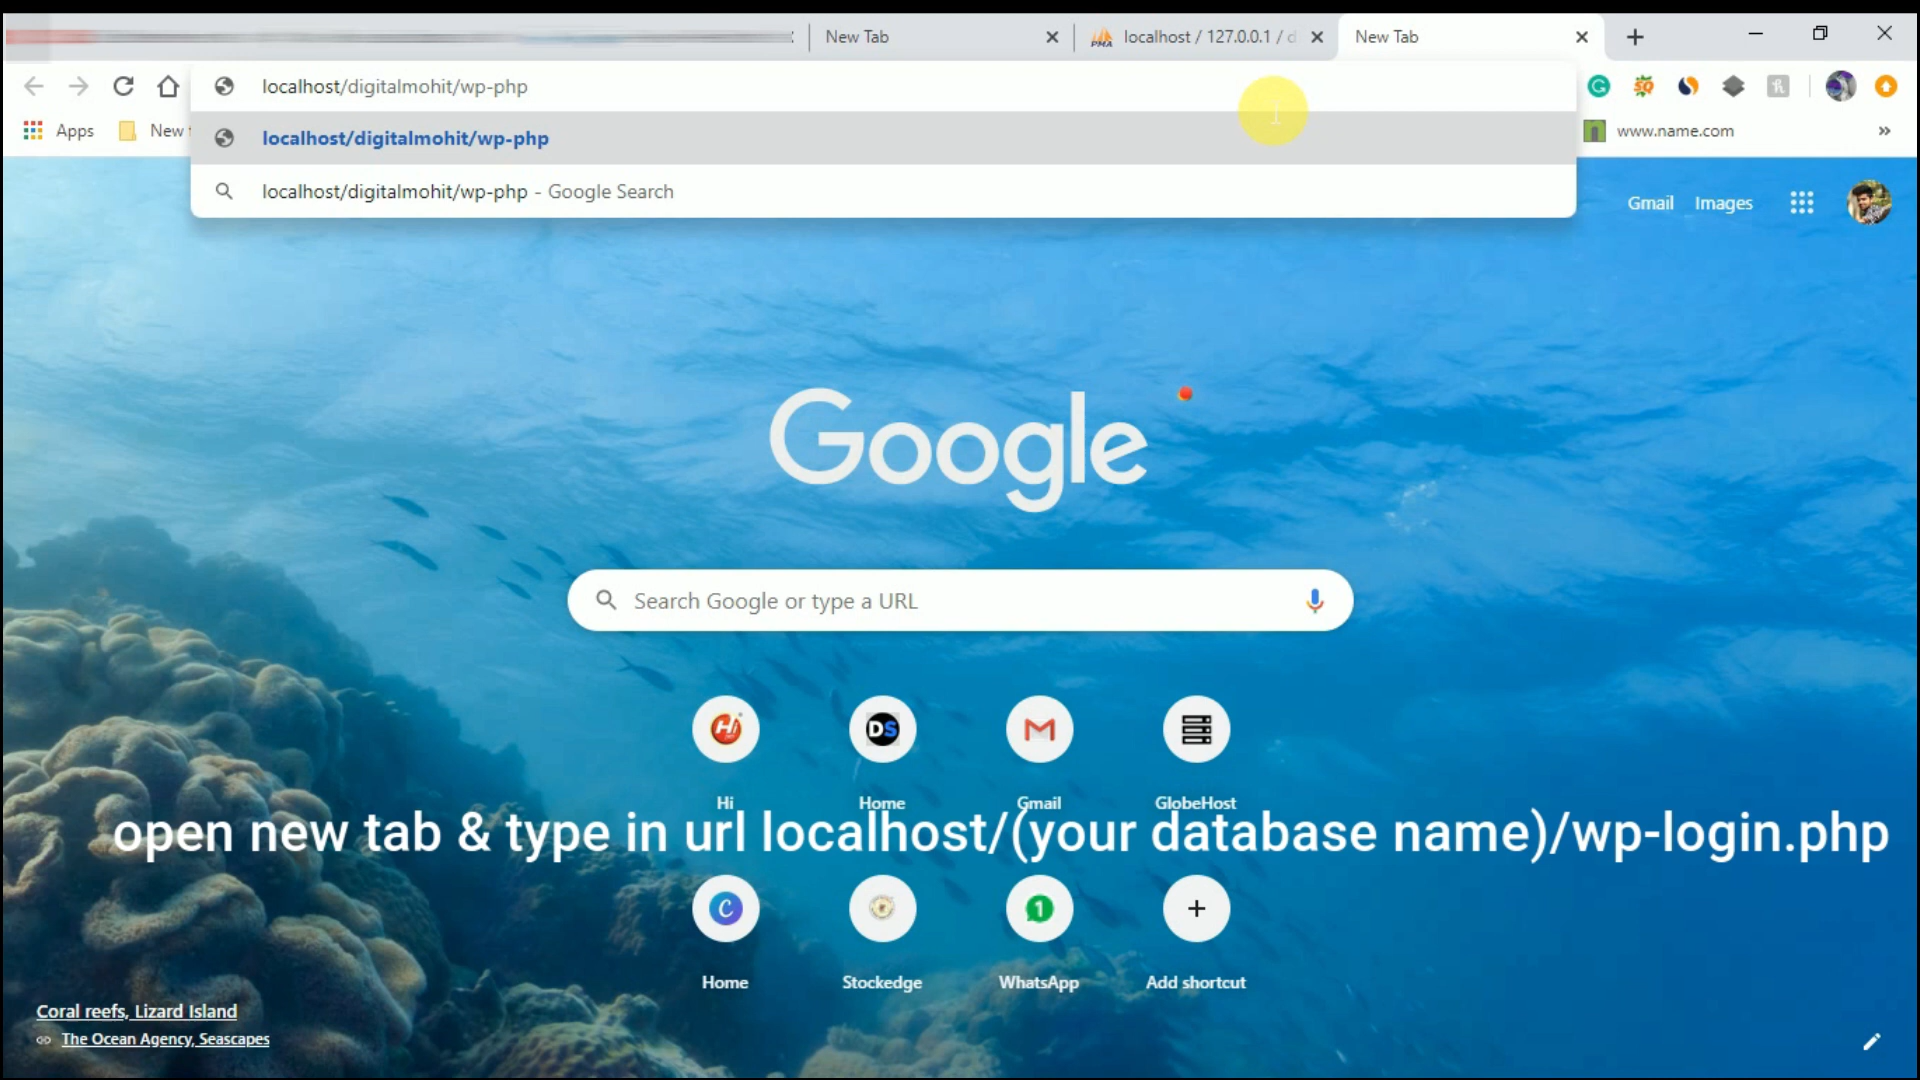 New Tab
localhost / 127.0.0.1 / d
New Tab
localhost/digitalmohit/wp-php
Apps
New
localhost/digitalmohit/wp-php
www.name.com
localhost/digitalmohit/wp-php - Google Search
Gmail
Images
Google
Search Google or type a URL
Hi
Home
Gmail
GlobeHost
open new tab & type in url localhost/(your database name)/wp-login.php
Home
Stockedge
WhatsApp
Add shortcut
Coral reefs, Lizard Island
The Ocean Agency, Seascapes